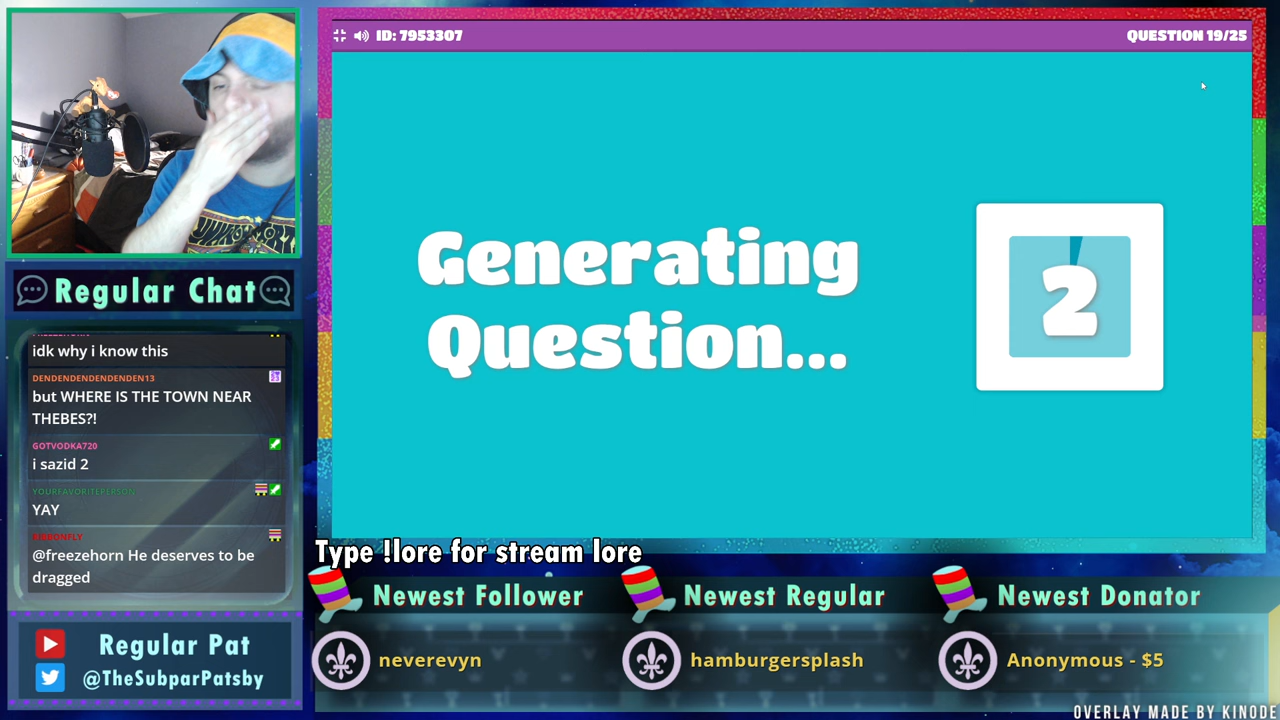 ID: 7953307
QUESTION 19/25
Generating
Question...
2
Regular Chat
idk why i know this
DENDENDENDENDENDEN13
but WHERE IS THE TOWN NEAR
THEBES?!
GOTVODKA720
i sazid 2
YOURFAVORITEPERSON
YAY
@freezehorn He deserves to be
dragged
Type !lore for stream lore
Newest Follower
Newest Regular
Newest Donator
neverevyn
hamburgersplash
Anonymous - $5
Regular Pat
@TheSubparPatsby
OVERLAY MADE BY KINODE